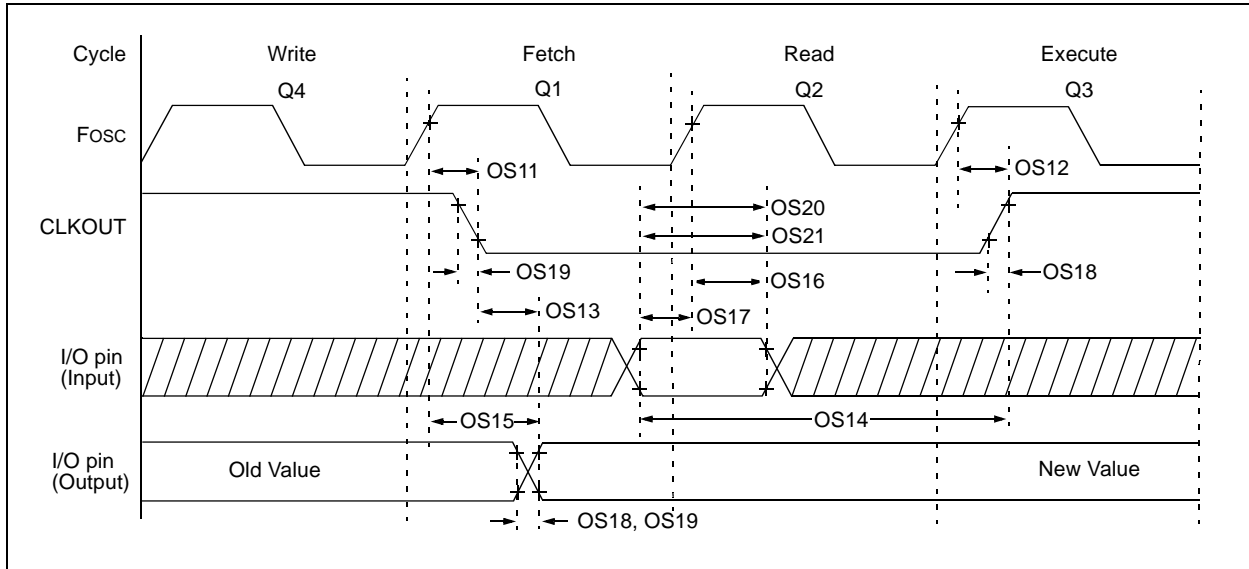 Cycle Write Fetch Read Execute
Q4 Q1 Q2 Q3
FOSC
OS11 OS12
OS20
CLKOUT
OS21
OS19 OS16 OS18
OS13 OS17
I/O pin
(Input)
OS15 OS14
I/O pin
(Output)
Old Value New Value
OS18, OS19